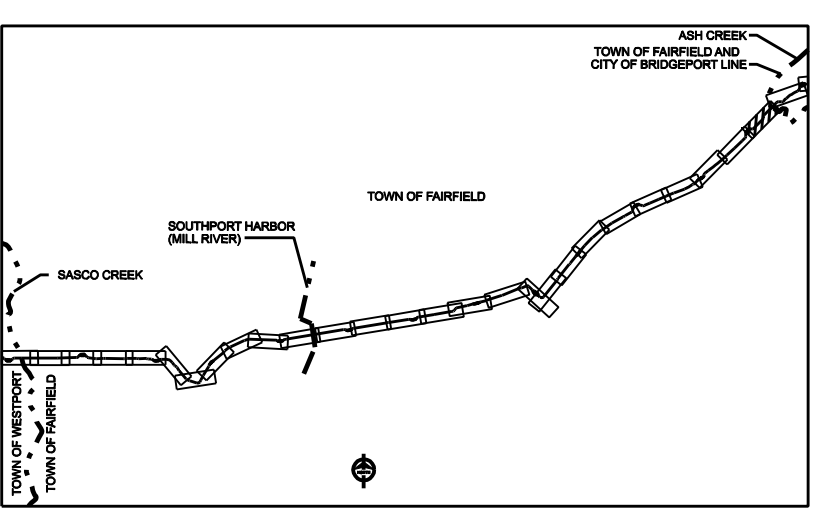 ASH CREEK
TOWN OF FAIRFIELD AND
CITY OF BRIDGEPORT LINE
TOWN OF FAIRFIELD
SOUTHPORT HARBOR
(MILL RIVER)
SASCO CREEK
TOWN OF WESTPORT
TOWN OF FAIRFIELD